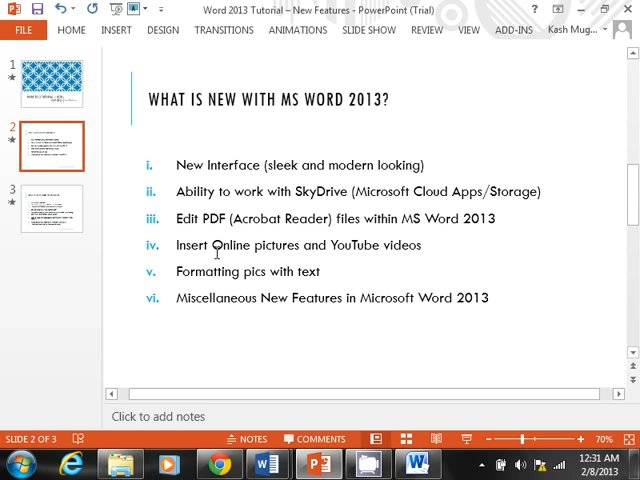 Word 2013 Tutorial – New Features - PowerPoint (Trial)
FILE HOME INSERT DESIGN TRANSITIONS ANIMATIONS SLIDE SHOW REVIEW VIEW ADD-INS Kash Mug...
1
2
3
WHAT IS NEW WITH MS WORD 2013?
i. New Interface (sleek and modern looking)
ii. Ability to work with SkyDrive (Microsoft Cloud Apps/Storage)
iii. Edit PDF (Acrobat Reader) files within MS Word 2013
iv. Insert Online pictures and YouTube videos
v. Formatting pics with text
vi. Miscellaneous New Features in Microsoft Word 2013
Click to add notes
SLIDE 2 OF 3 NOTES COMMENTS 70%
12:31 AM
2/8/2013